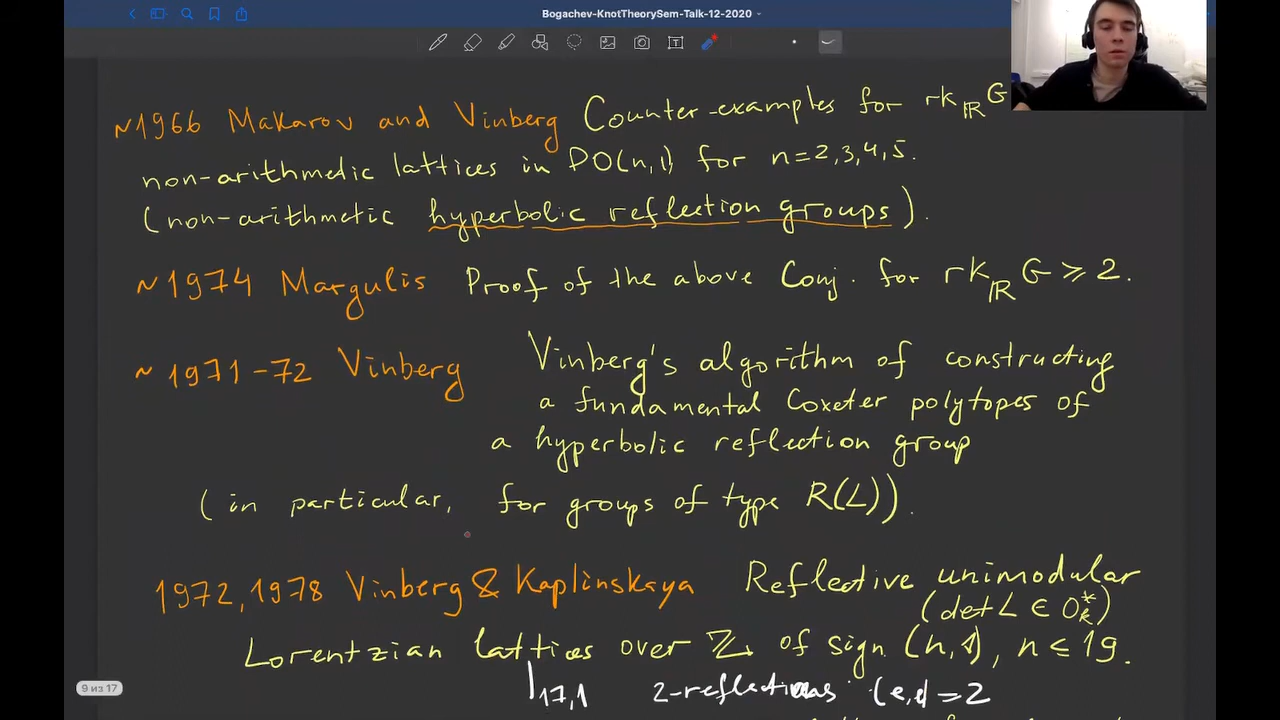 Bogachev-KnotTheorySem-Talk-12-2020
~1966 Makarov and Vinberg Counter-examples for rk_ℝ G
non-arithmedic lattices in PO(n,1) for n=2,3,4,5.
(non-arithmetic hyperbolic reflection groups).
~1974 Margulis Proof of the above Conj. for rk_ℝ G ⩾ 2.
~1971-72 Vinberg Vinberg's algorithm of constructing
a fundamental Coxeter polytopes of
a hyperbolic reflection group
(in particular, for groups of type R(L)).
1972, 1978 Vinberg & Kaplinskaya Reflective unimodular
(det L ∈ O_k^*)
Lorentzian lattices over ℤ of sign. (n,1), n ≤ 19.
17,1 2-reflections (e,e)=2
9 из 17